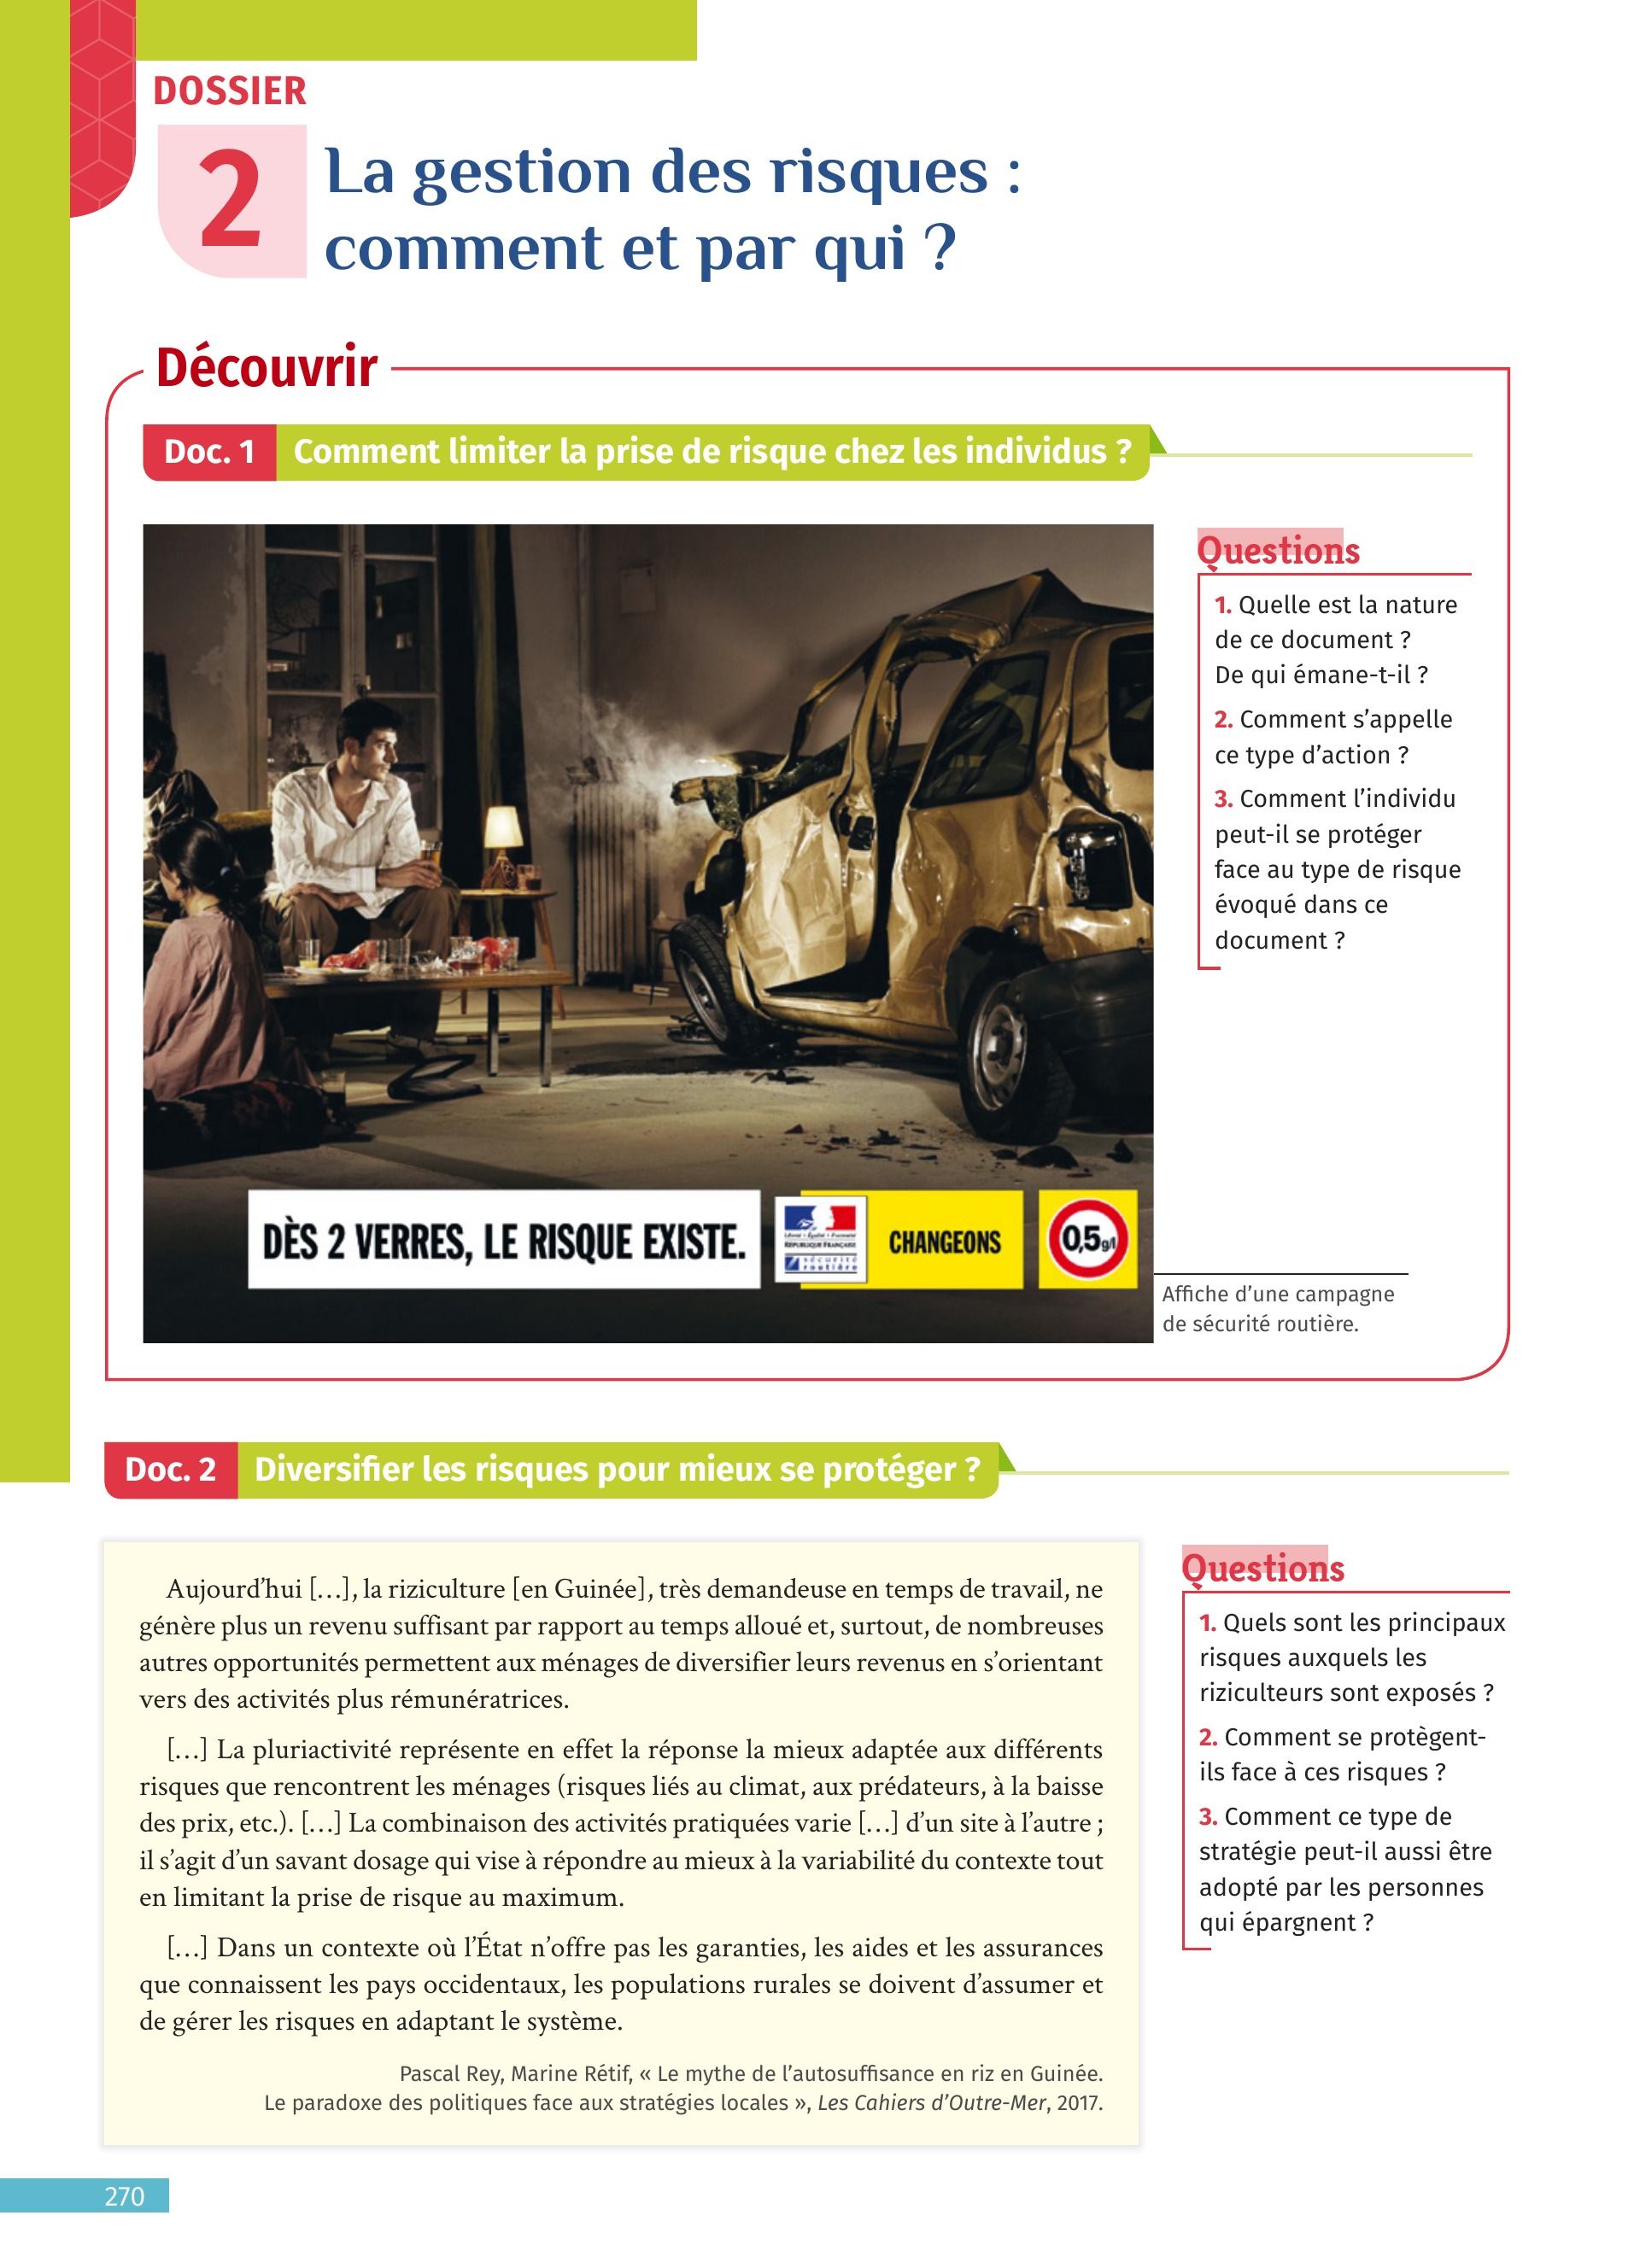 DOSSIER
2
La gestion des risques :
comment et par qui ?
Découvrir
Doc. 1 Comment limiter la prise de risque chez les individus ?
DÈS 2 VERRES, LE RISQUE EXISTE.
Liberté • Égalité • Fraternité
RÉPUBLIQUE FRANÇAISE
sécurité
routière
CHANGEONS
0,5g/l
Affiche d’une campagne
de sécurité routière.
Questions
1. Quelle est la nature
de ce document ?
De qui émane-t-il ?
2. Comment s’appelle
ce type d’action ?
3. Comment l’individu
peut-il se protéger
face au type de risque
évoqué dans ce
document ?
Doc. 2 Diversifier les risques pour mieux se protéger ?
Aujourd’hui […], la riziculture [en Guinée], très demandeuse en temps de travail, ne
génère plus un revenu suffisant par rapport au temps alloué et, surtout, de nombreuses
autres opportunités permettent aux ménages de diversifier leurs revenus en s’orientant
vers des activités plus rémunératrices.
[…] La pluriactivité représente en effet la réponse la mieux adaptée aux différents
risques que rencontrent les ménages (risques liés au climat, aux prédateurs, à la baisse
des prix, etc.). […] La combinaison des activités pratiquées varie […] d’un site à l’autre ;
il s’agit d’un savant dosage qui vise à répondre au mieux à la variabilité du contexte tout
en limitant la prise de risque au maximum.
[…] Dans un contexte où l’État n’offre pas les garanties, les aides et les assurances
que connaissent les pays occidentaux, les populations rurales se doivent d’assumer et
de gérer les risques en adaptant le système.
Pascal Rey, Marine Rétif, « Le mythe de l’autosuffisance en riz en Guinée.
Le paradoxe des politiques face aux stratégies locales », Les Cahiers d’Outre-Mer, 2017.
Questions
1. Quels sont les principaux
risques auxquels les
riziculteurs sont exposés ?
2. Comment se protègent-
ils face à ces risques ?
3. Comment ce type de
stratégie peut-il aussi être
adopté par les personnes
qui épargnent ?
270